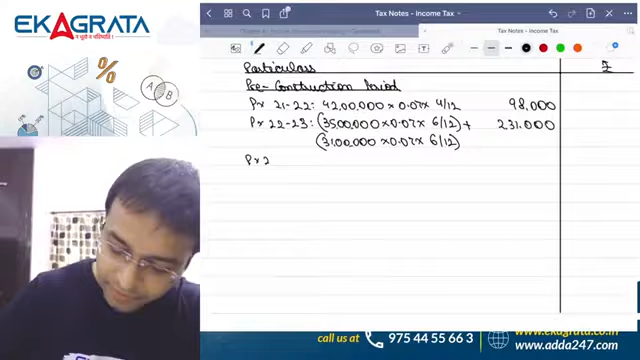 EKAGRATA
Tax Notes - Income Tax
Particulars ₹
Pre-Construction Period
PY 21-22: 42,00,000 x 0.07 x 4/12 98,000
PY 22-23: (35,00,000 x 0.07 x 6/12) + 231,000
(31,00,000 x 0.07 x 6/12)
PY 2
%
A B
call us at 975 44 55 66 3
www.ekagrata.co.in
www.adda247.com